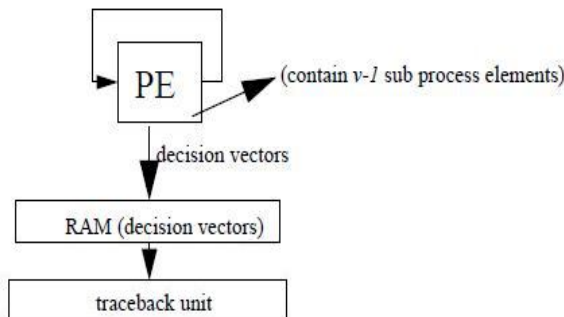 PE
(contain v-1 sub process elements)
decision vectors
RAM (decision vectors)
traceback unit